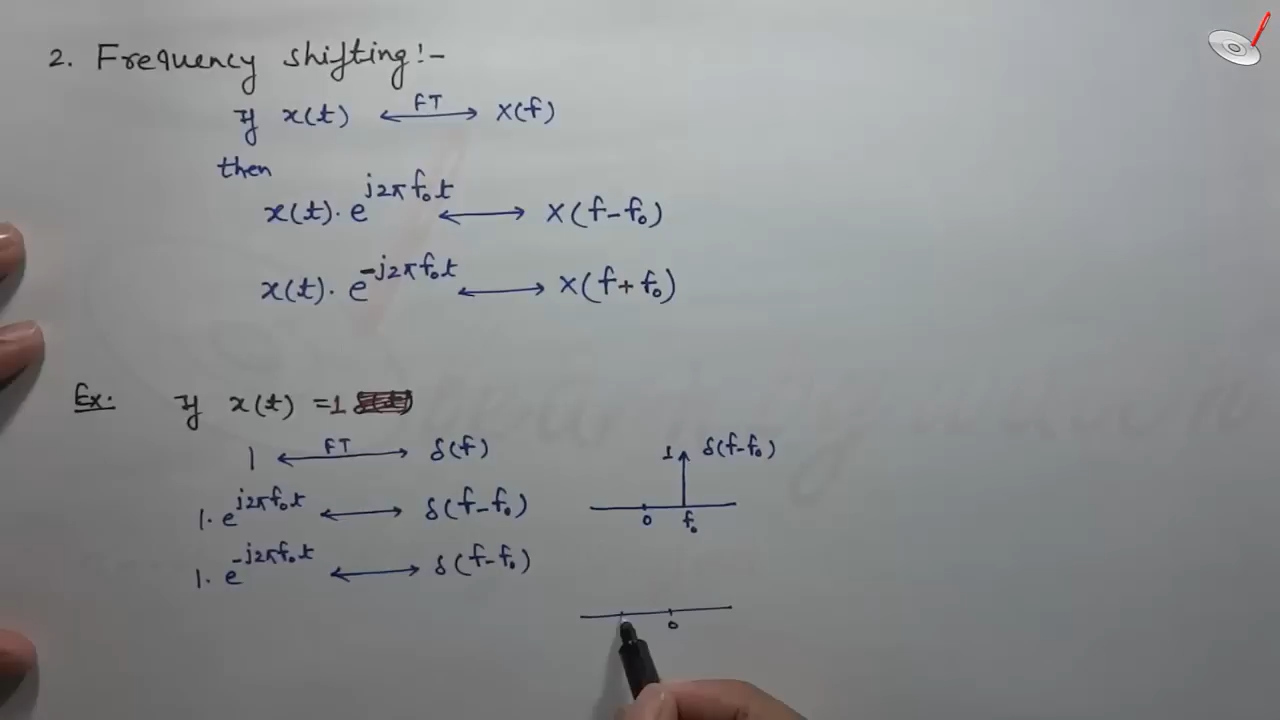 2. Frequency shifting:-
If x(t) ⟷ FT X(f)
then
x(t). e^{j2πf₀t} ⟷ X(f-f₀)
x(t). e^{-j2πf₀t} ⟷ X(f+f₀)
Ex. If x(t) =1
1 ⟷ FT δ(f)
1. e^{j2πf₀t} ⟷ δ(f-f₀)
1. e^{-j2πf₀t} ⟷ δ(f-f₀)
1 δ(f-f₀)
0 f₀
0